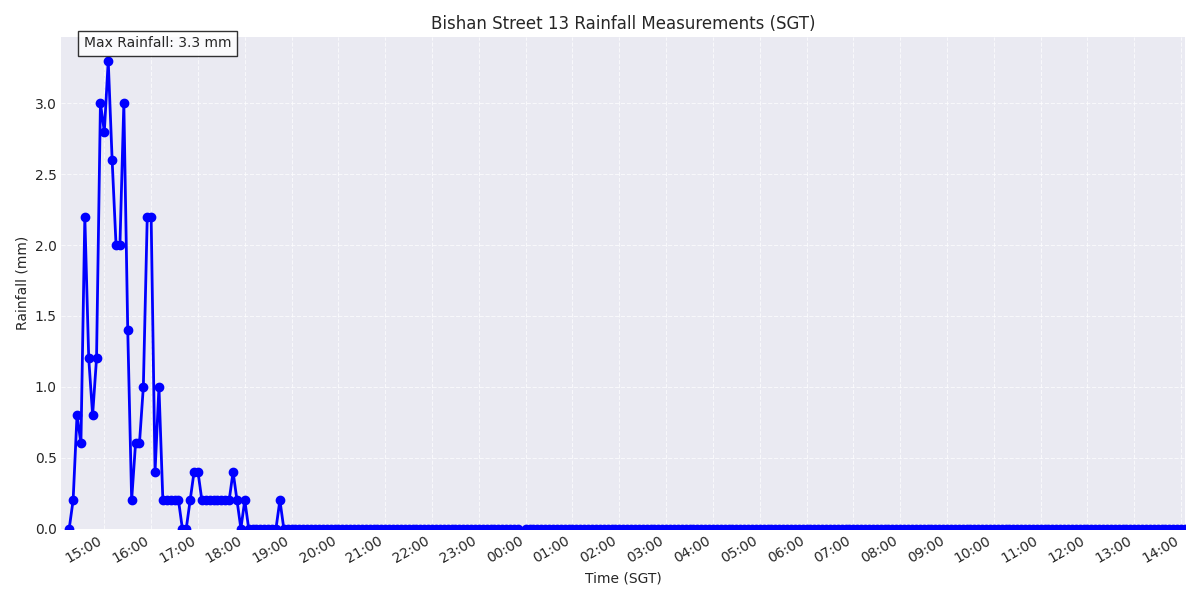 Bishan Street 13 Rainfall Measurements (SGT)
Max Rainfall: 3.3 mm
Rainfall (mm)
3.0
2.5
2.0
1.5
1.0
0.5
0.0
15:00 16:00 17:00 18:00 19:00 20:00 21:00 22:00 23:00 00:00 01:00 02:00 03:00 04:00 05:00 06:00 07:00 08:00 09:00 10:00 11:00 12:00 13:00 14:00
Time (SGT)